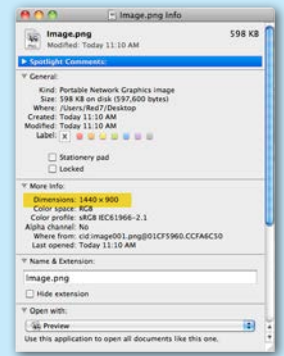 Image.png Info
Image.png 598 KB
Modified: Today 11:10 AM
Spotlight Comments:
General:
Kind: Portable Network Graphics image
Size: 598 KB on disk (597,600 bytes)
Where: /Users/Red7/Desktop
Created: Today 11:10 AM
Modified: Today 11:10 AM
Label: X
Stationery pad
Locked
More Info:
Dimensions: 1440 x 900
Color space: RGB
Color profile: sRGB IEC61966-2.1
Alpha channel: No
Where from: cid:image001.png@01CF5960.CCFA6C50
Last opened: Today 11:10 AM
Name & Extension:
Image.png
Hide extension
Open with:
Preview
Use this application to open all documents like this one.